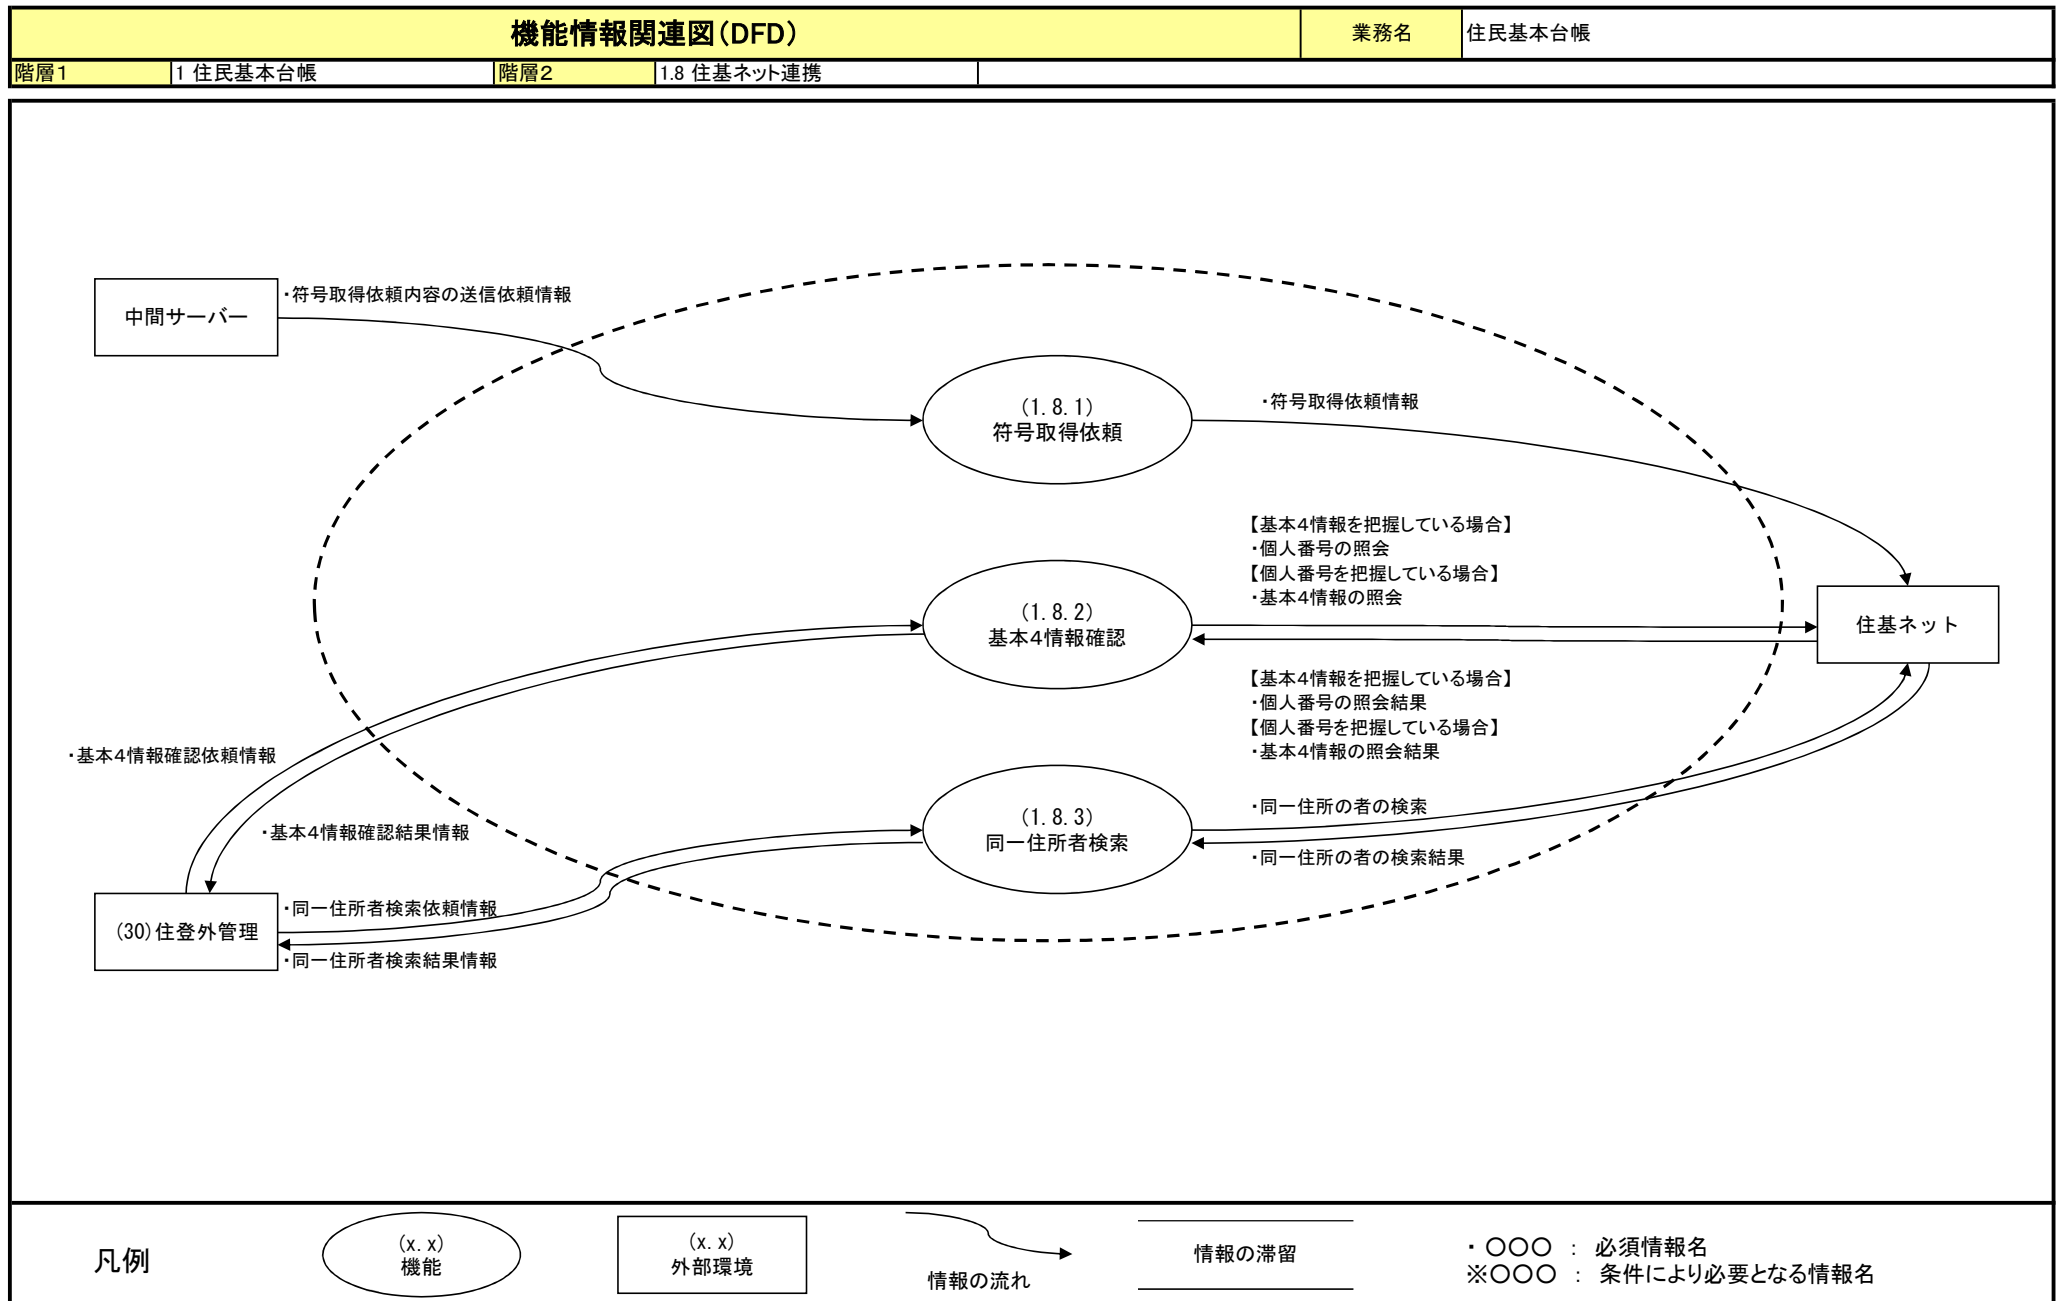 機能情報関連図(DFD)
業務名
住民基本台帳
階層1
1 住民基本台帳
階層2
1.8 住基ネット連携
中間サーバー
・符号取得依頼内容の送信依頼情報
(1.8.1)
符号取得依頼
・符号取得依頼情報
【基本4情報を把握している場合】
・個人番号の照会
【個人番号を把握している場合】
・基本4情報の照会
(1.8.2)
基本4情報確認
住基ネット
【基本4情報を把握している場合】
・個人番号の照会結果
【個人番号を把握している場合】
・基本4情報の照会結果
・基本4情報確認依頼情報
・基本4情報確認結果情報
(1.8.3)
同一住所者検索
・同一住所の者の検索
・同一住所の者の検索結果
(30)住登外管理
・同一住所者検索依頼情報
・同一住所者検索結果情報
凡例
(x.x)
機能
(x.x)
外部環境
情報の流れ
情報の滞留
・○○○ : 必須情報名
※○○○ : 条件により必要となる情報名